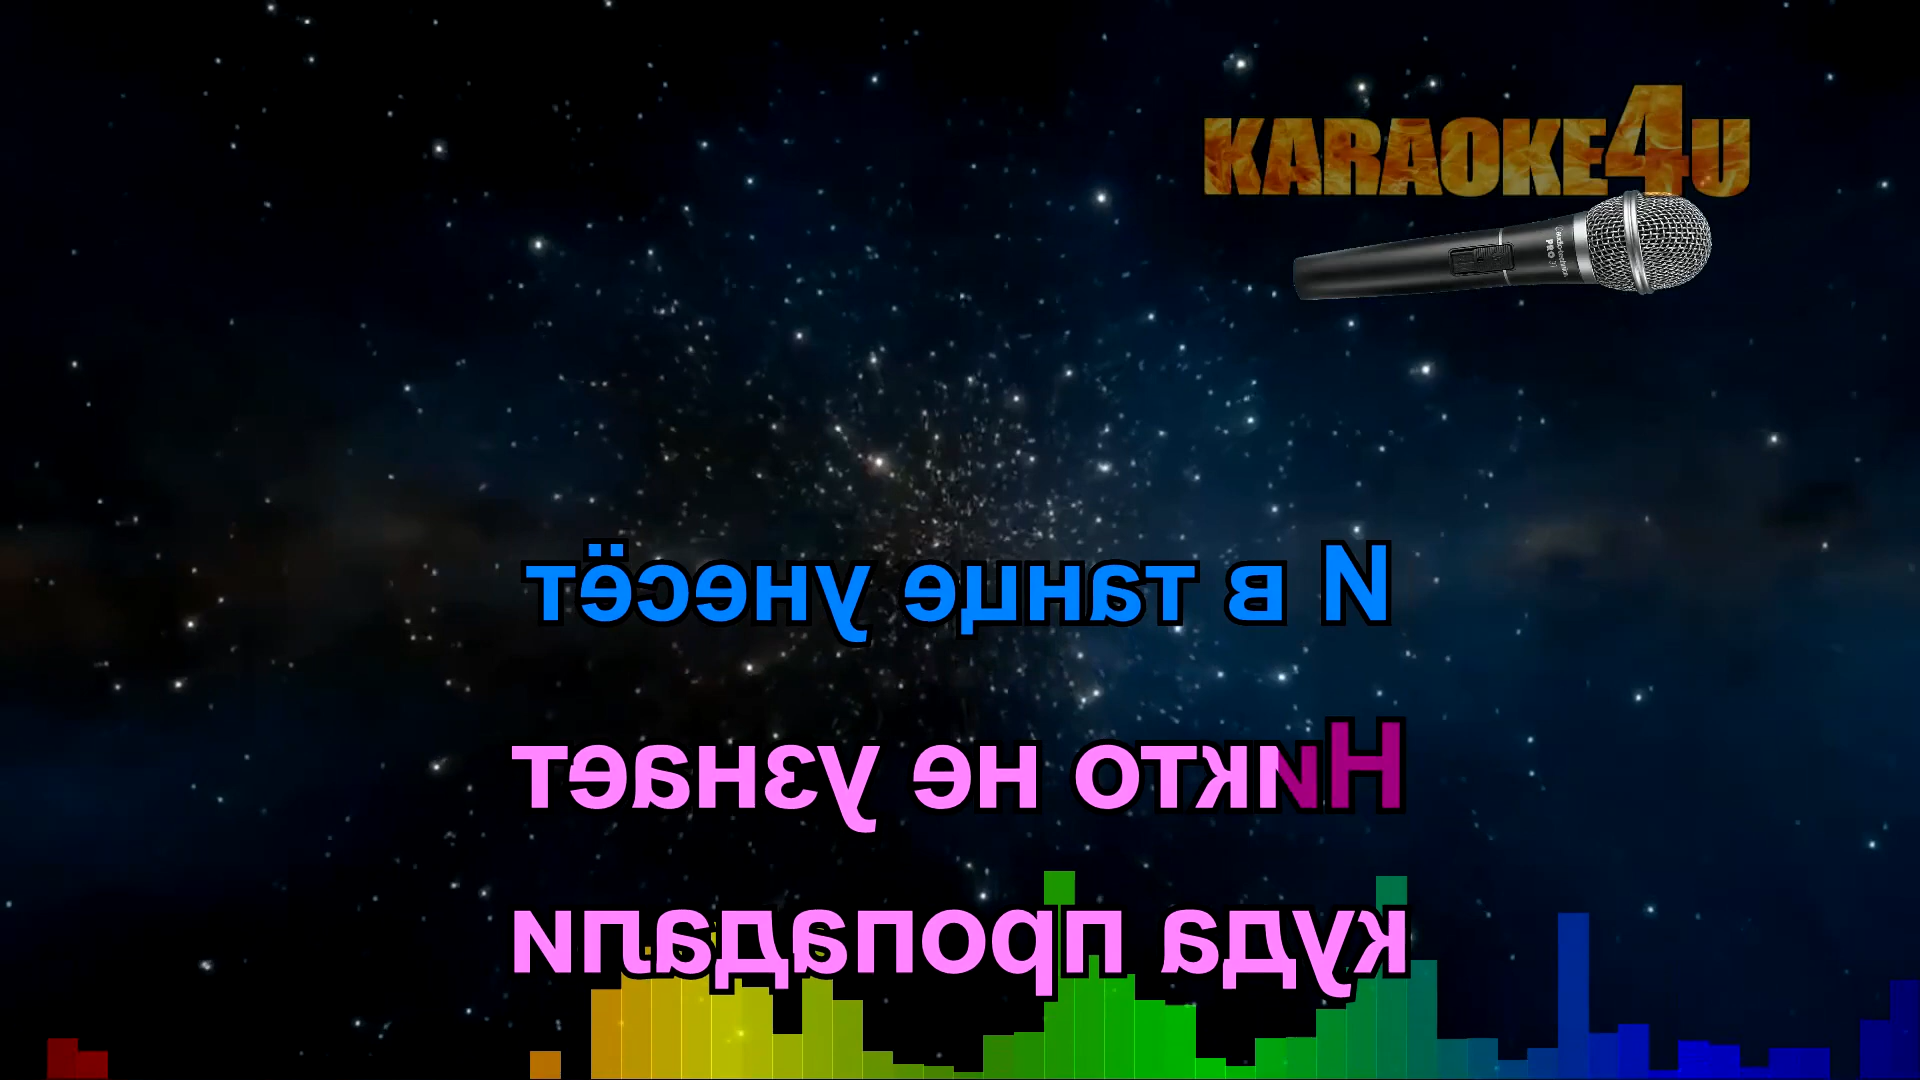 KARAOKE4U
И в танце унесёт
Никто не узнает
куда пропадали